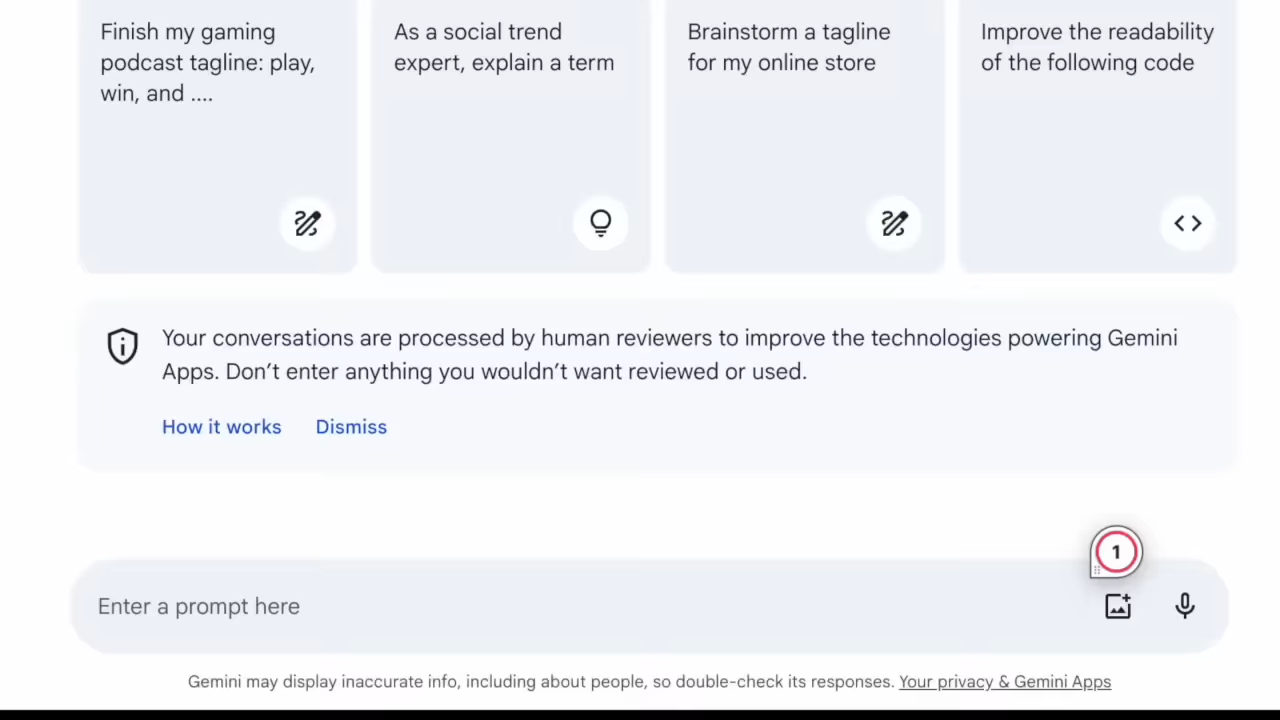 Finish my gaming
podcast tagline: play,
win, and ....
As a social trend
expert, explain a term
Brainstorm a tagline
for my online store
Improve the readability
of the following code
Your conversations are processed by human reviewers to improve the technologies powering Gemini
Apps. Don’t enter anything you wouldn’t want reviewed or used.
How it works Dismiss
1
Enter a prompt here
Gemini may display inaccurate info, including about people, so double-check its responses. Your privacy & Gemini Apps